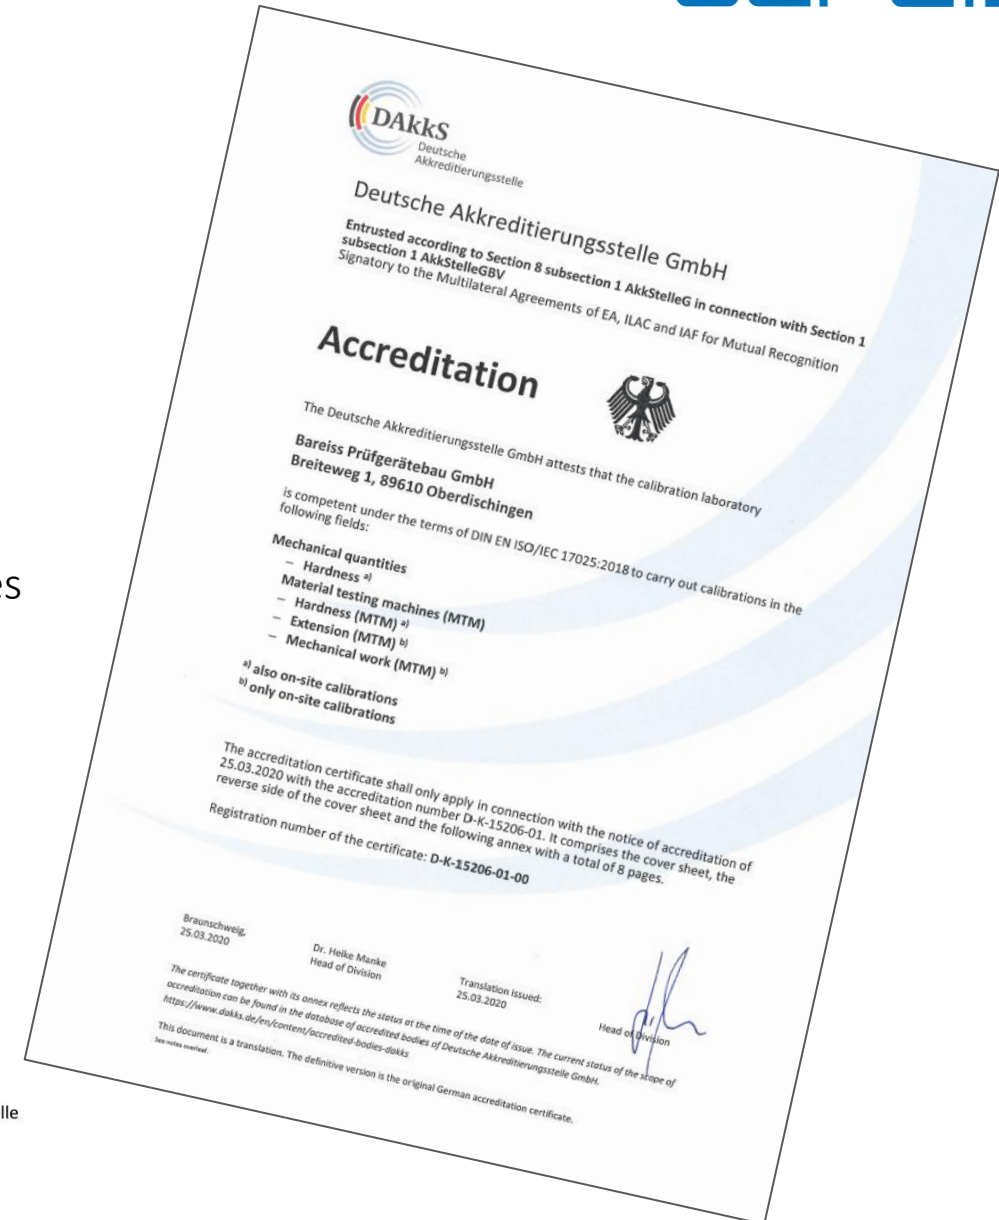 DAkkS
Deutsche
Akkreditierungsstelle
Deutsche Akkreditierungsstelle GmbH
Entrusted according to Section 8 subsection 1 AkkStelleG in connection with Section 1
subsection 1 AkkStelleGBV
Signatory to the Multilateral Agreements of EA, ILAC and IAF for Mutual Recognition
Accreditation
The Deutsche Akkreditierungsstelle GmbH attests that the calibration laboratory
Bareiss Prüfgerätebau GmbH
Breiteweg 1, 89610 Oberdischingen
is competent under the terms of DIN EN ISO/IEC 17025:2018 to carry out calibrations in the
following fields:
Mechanical quantities
– Hardness a)
Material testing machines (MTM)
– Hardness (MTM) a)
– Extension (MTM) b)
– Mechanical work (MTM) b)
a) also on-site calibrations
b) only on-site calibrations
The accreditation certificate shall only apply in connection with the notice of accreditation of
25.03.2020 with the accreditation number D-K-15206-01. It comprises the cover sheet, the
reverse side of the cover sheet and the following annex with a total of 8 pages.
Registration number of the certificate: D-K-15206-01-00
Braunschweig,
25.03.2020
Dr. Heike Manke
Head of Division
Translation issued:
25.03.2020
Head of Division
The certificate together with its annex reflects the status at the time of the date of issue. The current status of the scope of
accreditation can be found in the database of accredited bodies of Deutsche Akkreditierungsstelle GmbH.
https://www.dakks.de/en/content/accredited-bodies-dakks
This document is a translation. The definitive version is the original German accreditation certificate.
See notes overleaf.